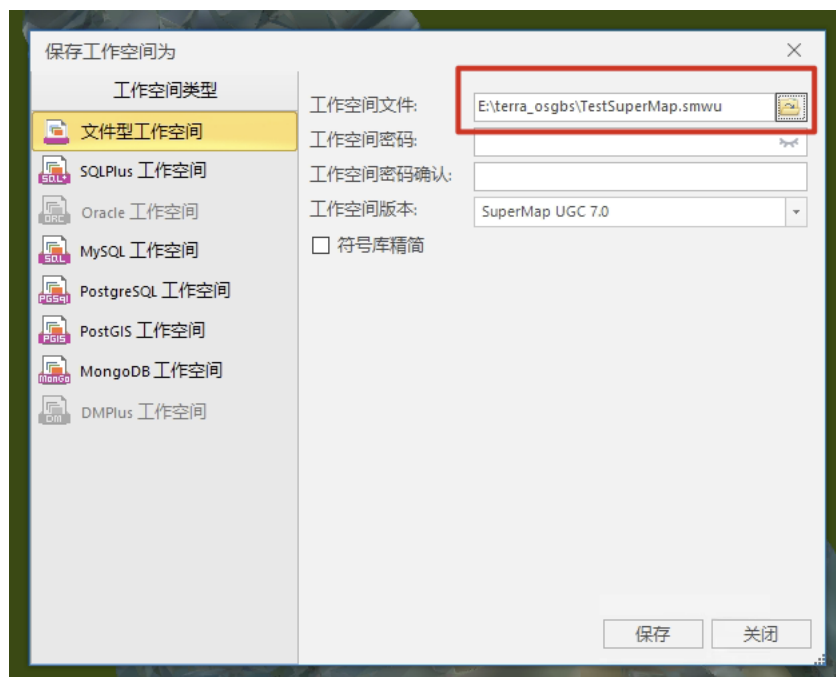 保存工作空间为
工作空间类型
文件型工作空间
SQLPlus 工作空间
Oracle 工作空间
MySQL 工作空间
PostgreSQL 工作空间
PostGIS 工作空间
MongoDB 工作空间
DMPlus 工作空间
工作空间文件: E:\terra_osgbs\TestSuperMap.smwu
工作空间密码:
工作空间密码确认:
工作空间版本: SuperMap UGC 7.0
符号库精简
保存 关闭